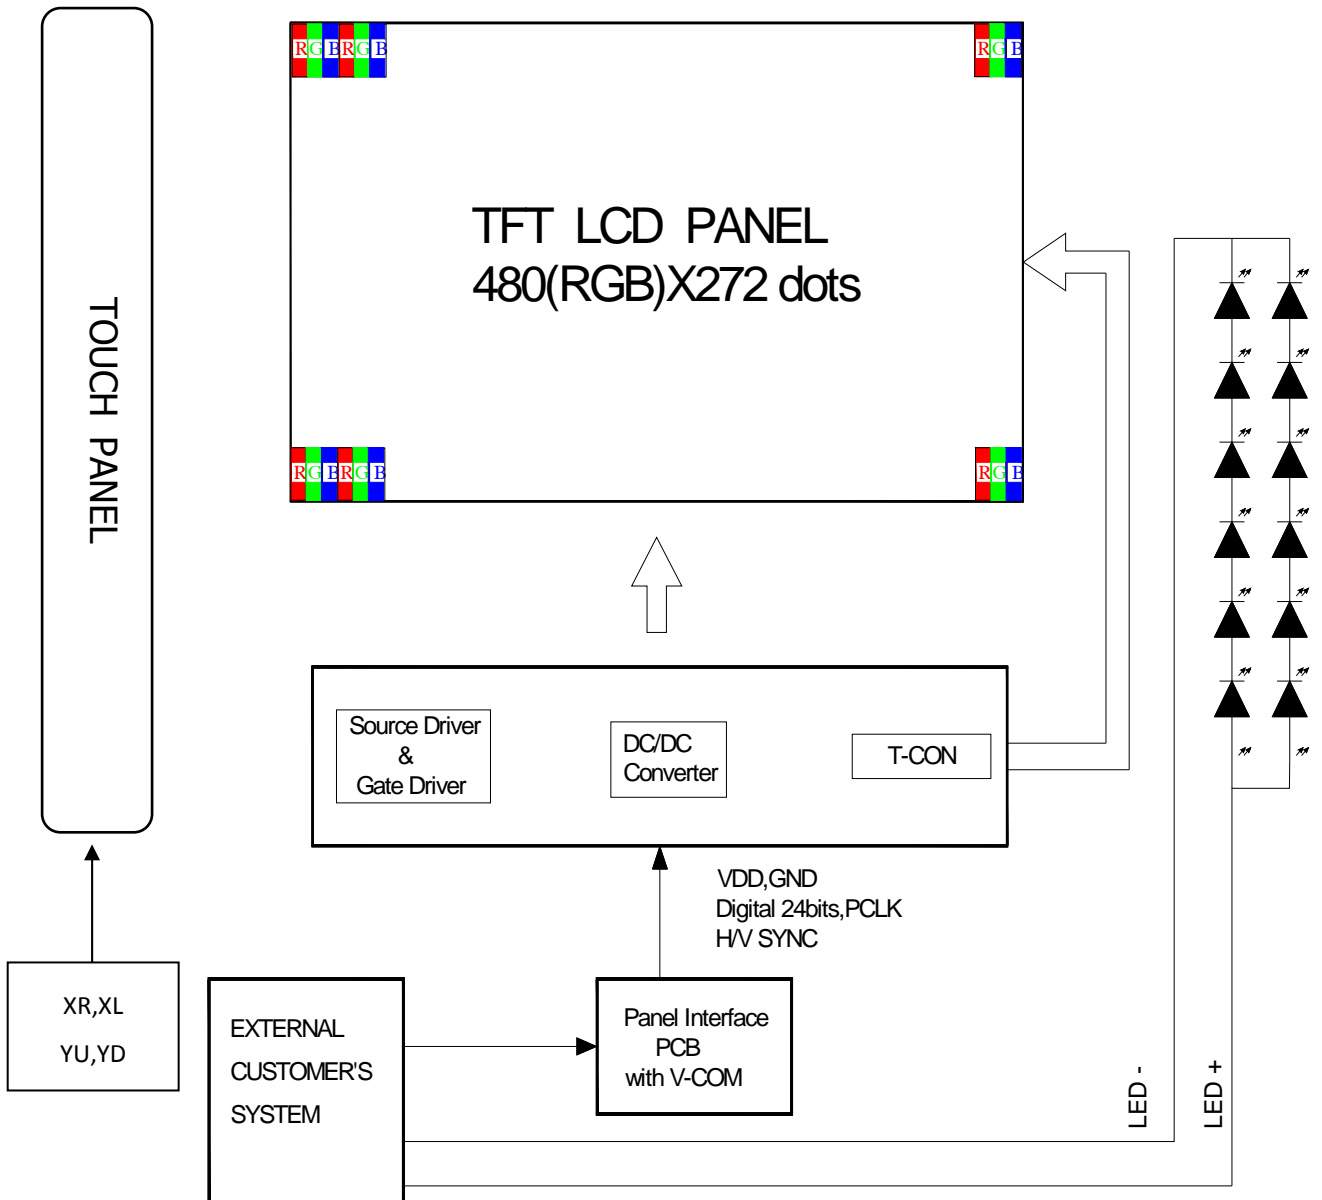 RGBRGB
RGB
TFT LCD PANEL
480(RGB)X272 dots
TOUCH PANEL
RGBRGB
RGB
Source Driver
&
Gate Driver
DC/DC
Converter
T-CON
VDD,GND
Digital 24bits,PCLK
H/V SYNC
XR,XL
YU,YD
EXTERNAL
CUSTOMER'S
SYSTEM
Panel Interface
PCB
with V-COM
LED -
LED +